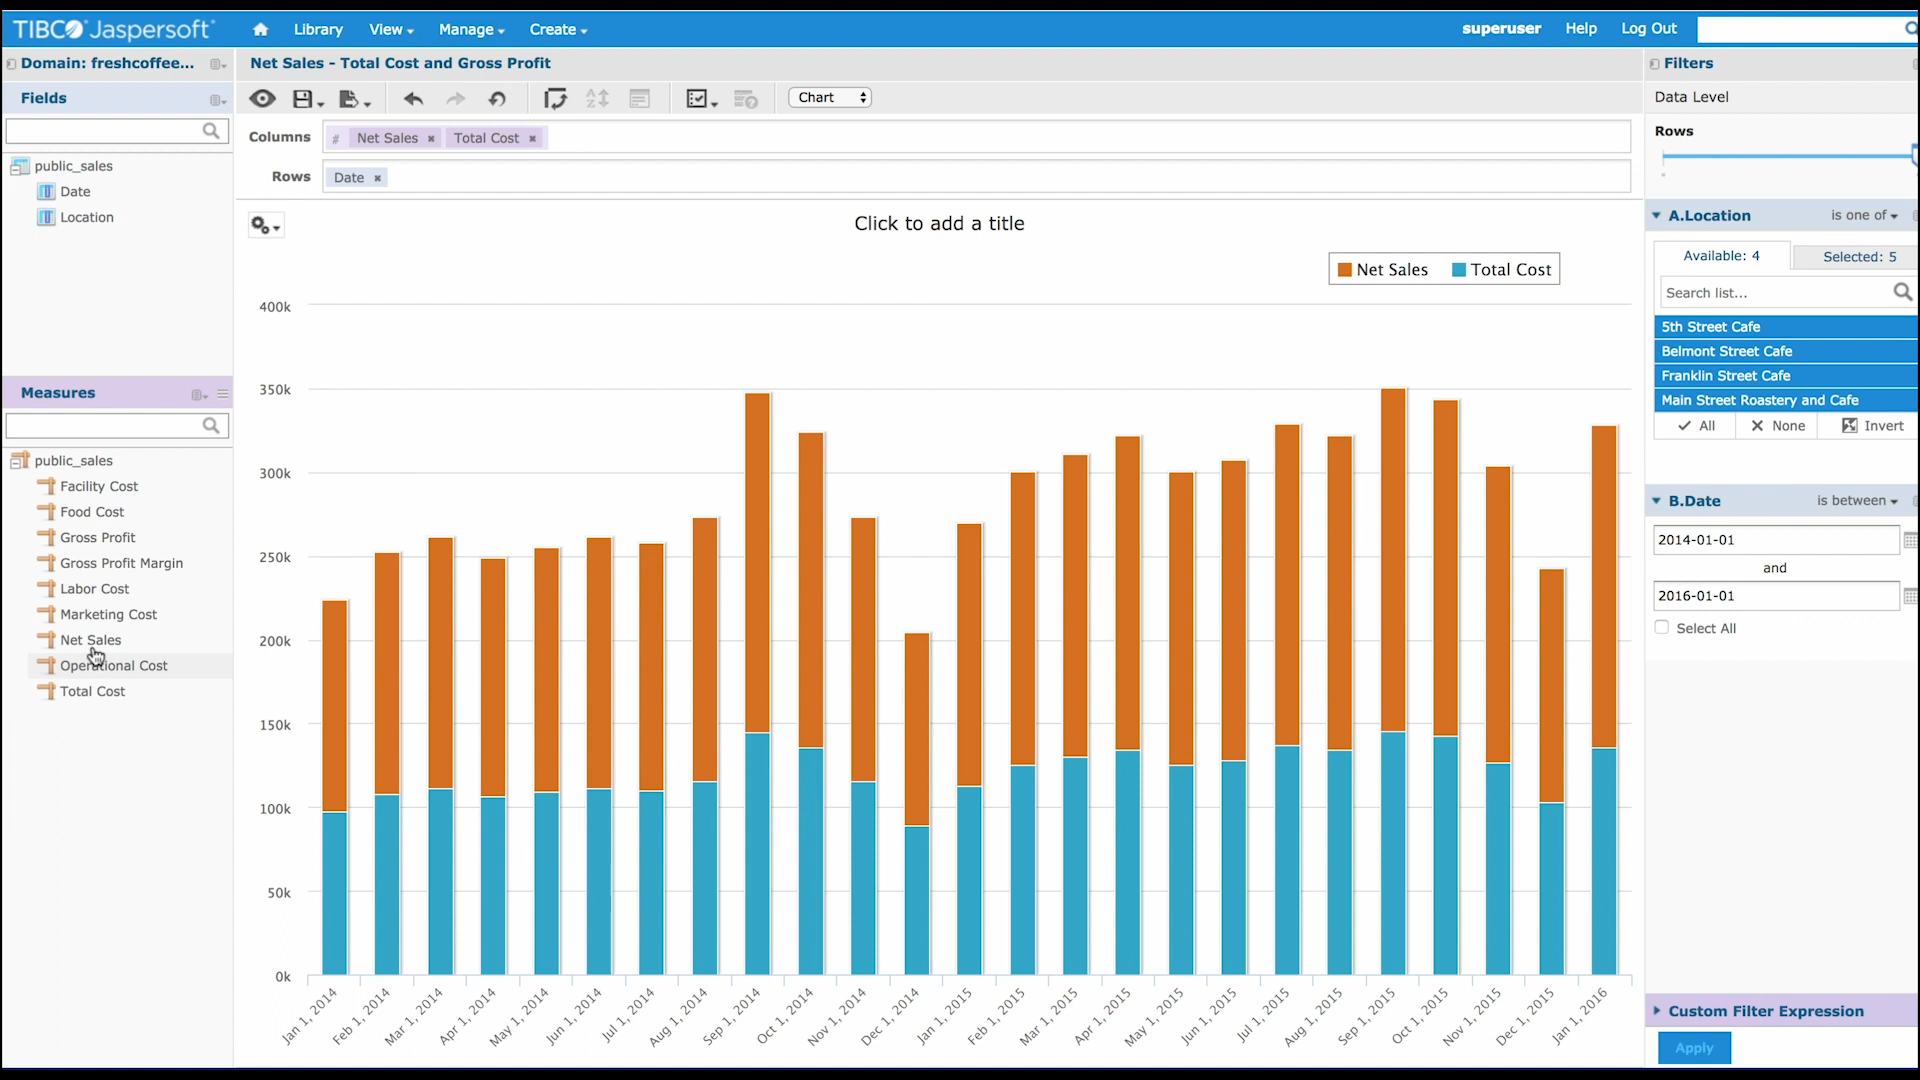 TIBCO Jaspersoft
Library
View
Manage
Create
superuser
Help
Log Out
Domain: freshcoffee...
Net Sales - Total Cost and Gross Profit
Filters
Fields
Chart
Data Level
Columns
# Net Sales × Total Cost ×
Rows
Date ×
Rows
public_sales
Date
Location
Click to add a title
Net Sales
Total Cost
A.Location
is one of
Available: 4
Selected: 5
Search list...
5th Street Cafe
Belmont Street Cafe
Franklin Street Cafe
Main Street Roastery and Cafe
All
None
Invert
B.Date
is between
2014-01-01
and
2016-01-01
Select All
Custom Filter Expression
Apply
Measures
public_sales
Facility Cost
Food Cost
Gross Profit
Gross Profit Margin
Labor Cost
Marketing Cost
Net Sales
Operational Cost
Total Cost
400k
350k
300k
250k
200k
150k
100k
50k
0k
Jan 1, 2014
Feb 1, 2014
Mar 1, 2014
Apr 1, 2014
May 1, 2014
Jun 1, 2014
Jul 1, 2014
Aug 1, 2014
Sep 1, 2014
Oct 1, 2014
Nov 1, 2014
Dec 1, 2014
Jan 1, 2015
Feb 1, 2015
Mar 1, 2015
Apr 1, 2015
May 1, 2015
Jun 1, 2015
Jul 1, 2015
Aug 1, 2015
Sep 1, 2015
Oct 1, 2015
Nov 1, 2015
Dec 1, 2015
Jan 1, 2016